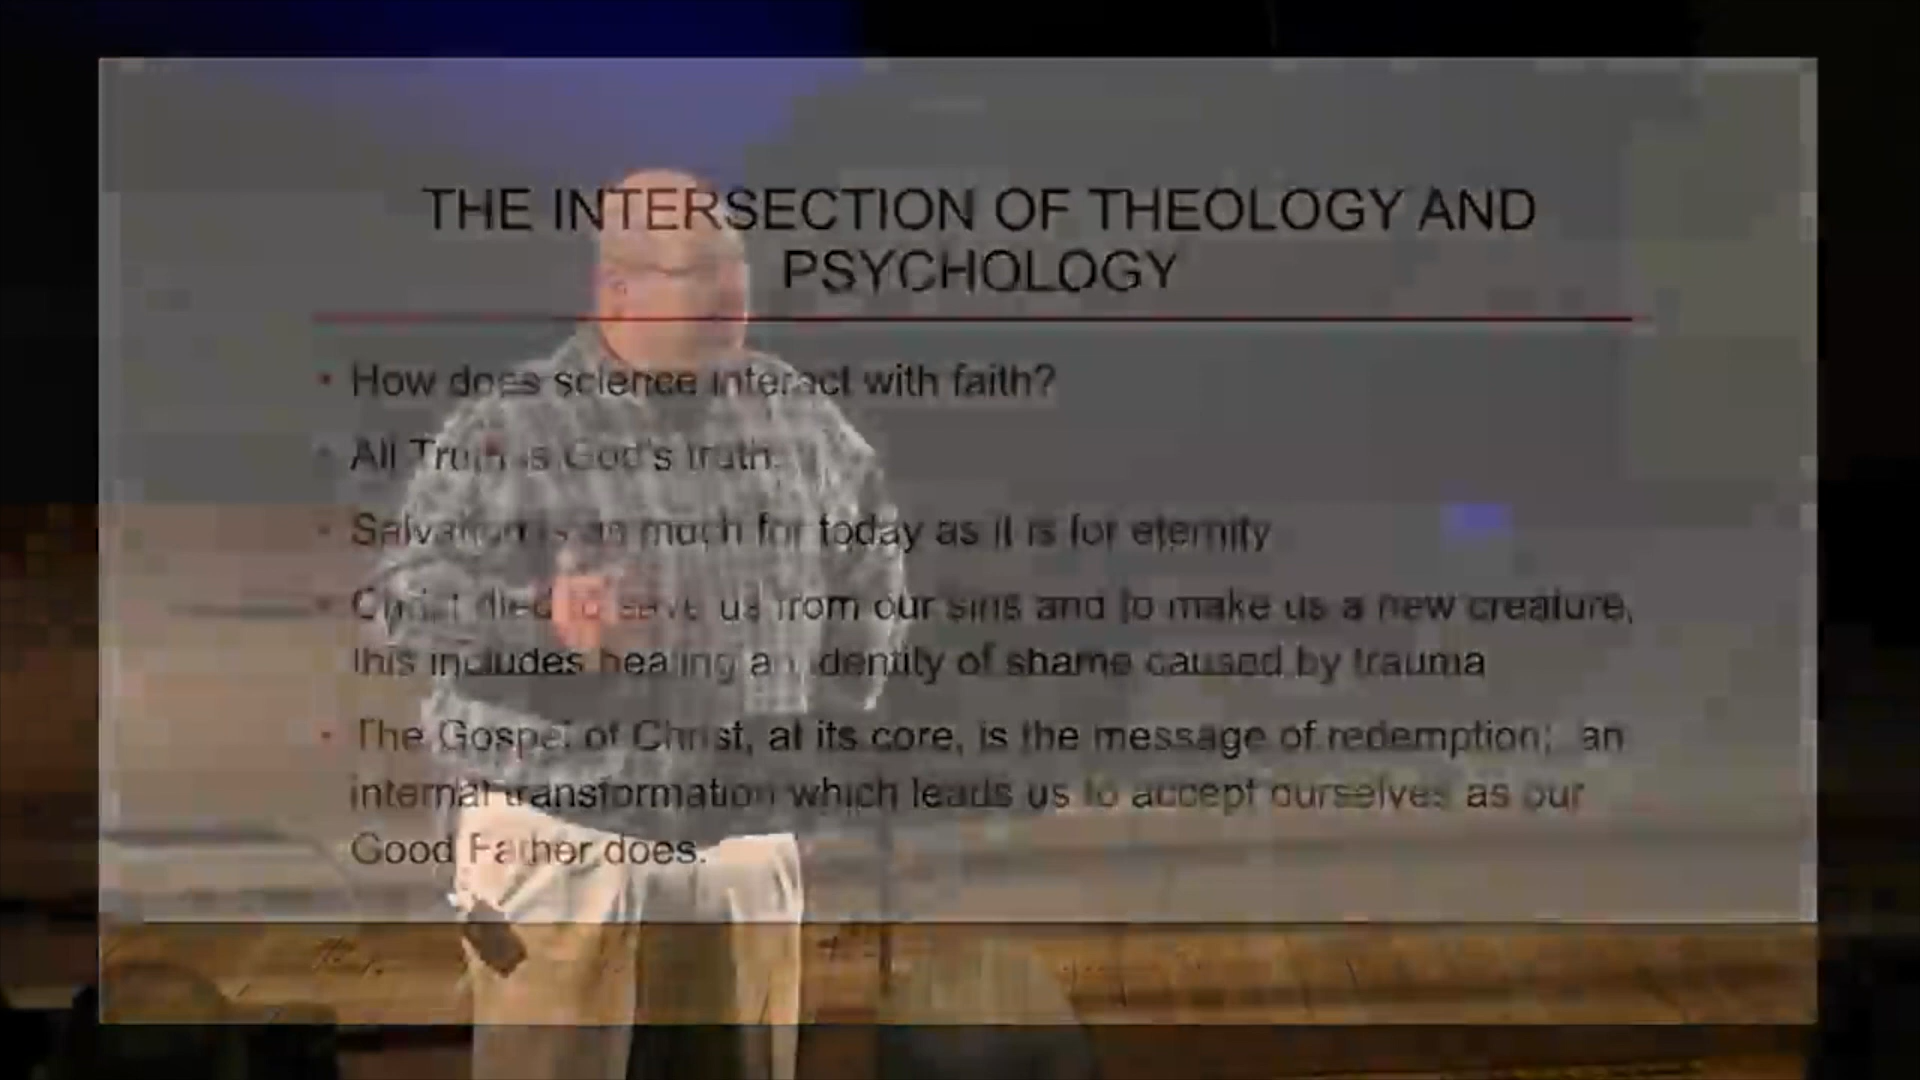 THE INTERSECTION OF THEOLOGY AND
PSYCHOLOGY
• How does science interact with faith?
• All Truth is God's truth.
• Salvation is as much for today as it is for eternity
• Christ died to save us from our sins and to make us a new creature,
this includes healing an identity of shame caused by trauma
• The Gospel of Christ, at its core, is the message of redemption; an
internal transformation which leads us to accept ourselves as our
Good Father does.